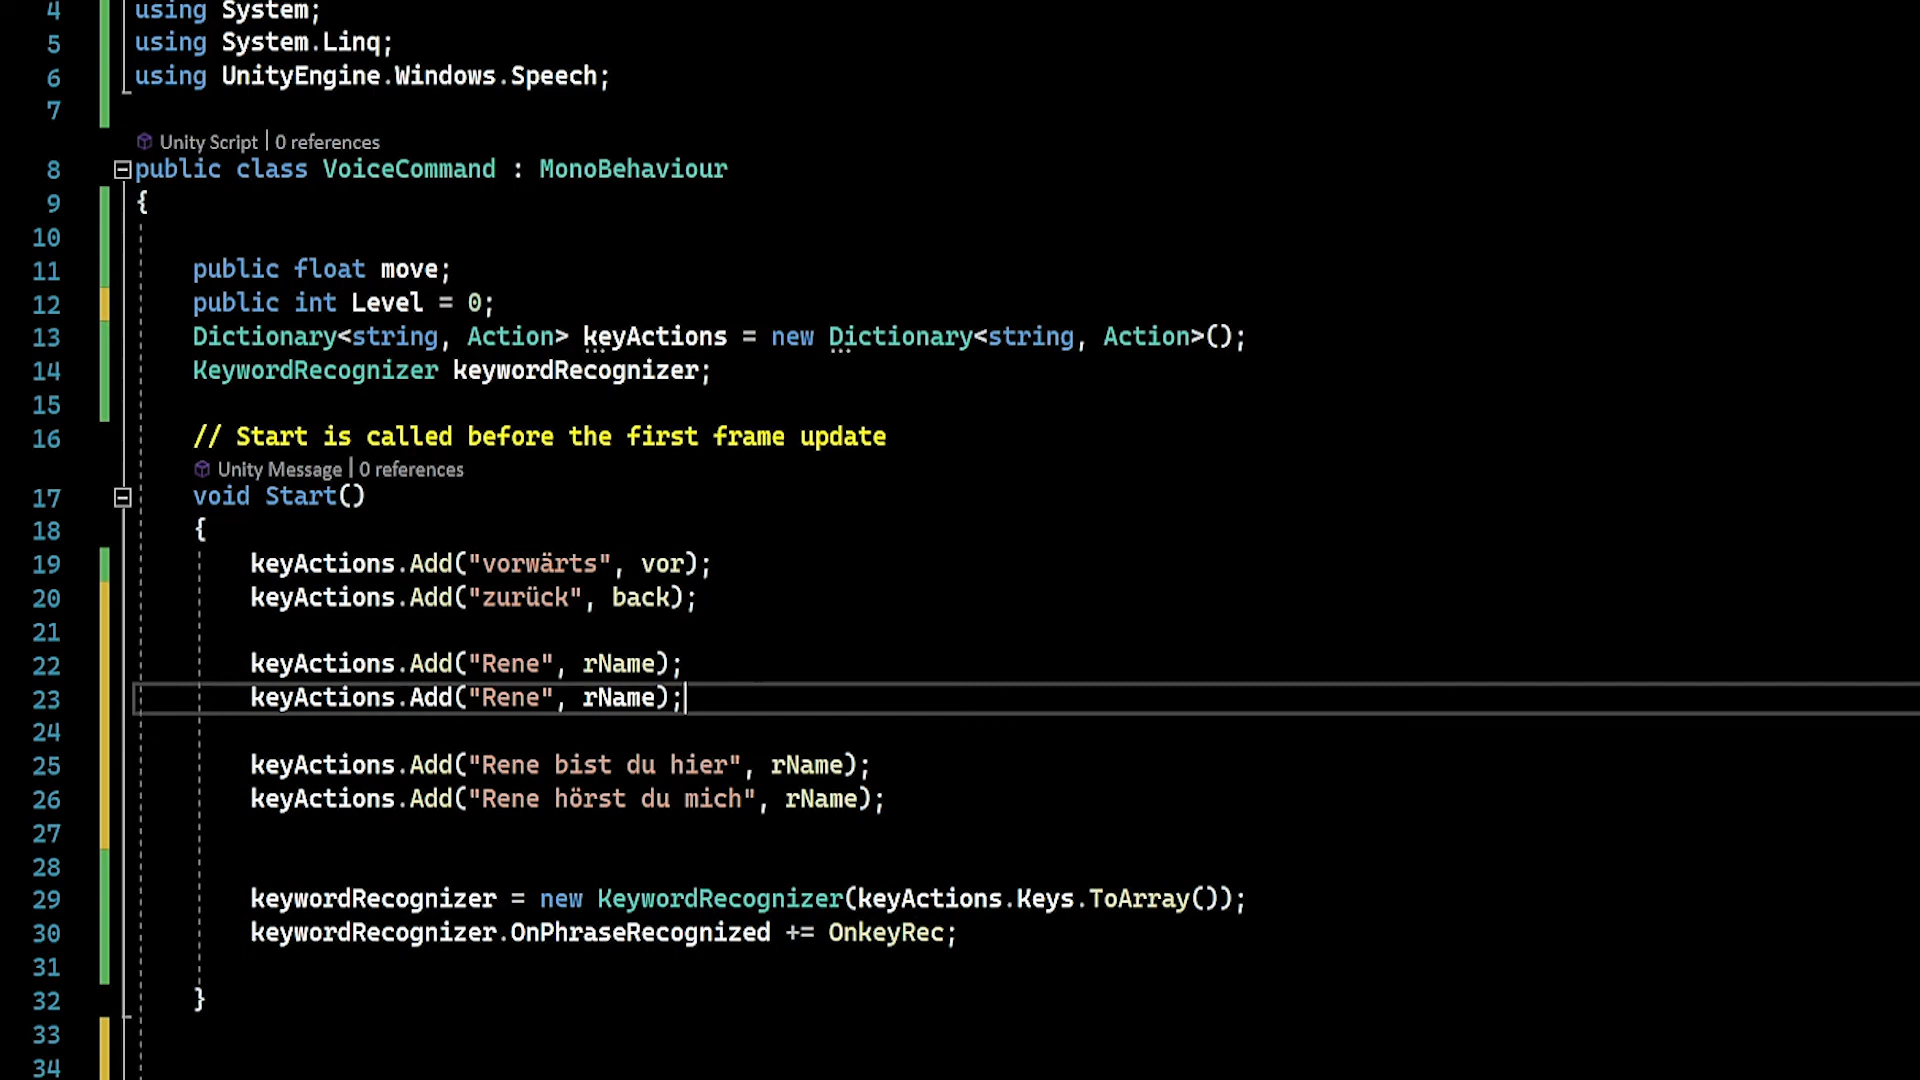 4 using System;
5 using System.Linq;
6 using UnityEngine.Windows.Speech;
7
Unity Script | 0 references
8 public class VoiceCommand : MonoBehaviour
9 {
10
11 public float move;
12 public int Level = 0;
13 Dictionary<string, Action> keyActions = new Dictionary<string, Action>();
14 KeywordRecognizer keywordRecognizer;
15
16 // Start is called before the first frame update
Unity Message | 0 references
17 void Start()
18 {
19 keyActions.Add("vorwärts", vor);
20 keyActions.Add("zurück", back);
21
22 keyActions.Add("Rene", rName);
23 keyActions.Add("Rene", rName);
24
25 keyActions.Add("Rene bist du hier", rName);
26 keyActions.Add("Rene hörst du mich", rName);
27
28
29 keywordRecognizer = new KeywordRecognizer(keyActions.Keys.ToArray());
30 keywordRecognizer.OnPhraseRecognized += OnkeyRec;
31
32 }
33
34